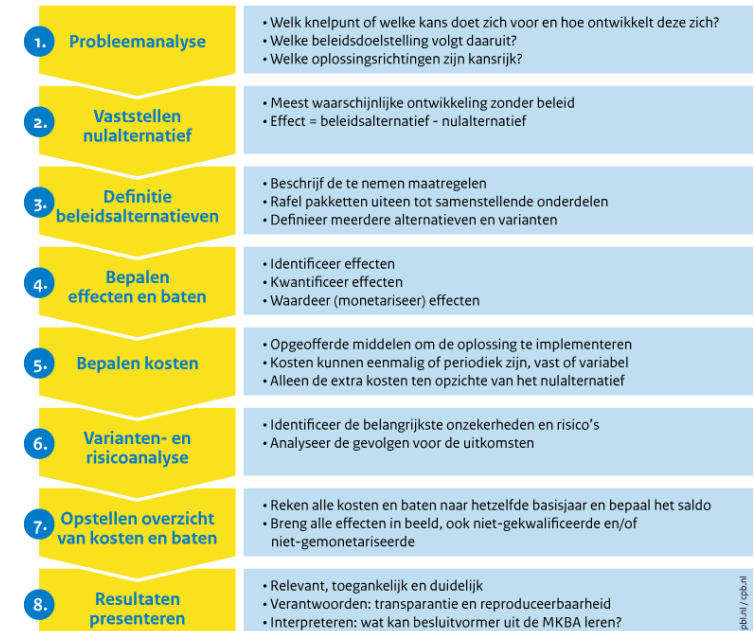 1.
Probleemanalyse
• Welk knelpunt of welke kans doet zich voor en hoe ontwikkelt deze zich?
• Welke beleidsdoelstelling volgt daaruit?
• Welke oplossingsrichtingen zijn kansrijk?
2.
Vaststellen
nulalternatief
• Meest waarschijnlijke ontwikkeling zonder beleid
• Effect = beleidsalternatief - nulalternatief
3.
Definitie
beleidsalternatieven
• Beschrijf de te nemen maatregelen
• Rafel pakketten uiteen tot samenstellende onderdelen
• Definieer meerdere alternatieven en varianten
4.
Bepalen
effecten en baten
• Identificeer effecten
• Kwantificeer effecten
• Waardeer (monetariseer) effecten
5.
Bepalen kosten
• Opgeofferde middelen om de oplossing te implementeren
• Kosten kunnen eenmalig of periodiek zijn, vast of variabel
• Alleen de extra kosten ten opzichte van het nulalternatief
6.
Varianten- en
risicoanalyse
• Identificeer de belangrijkste onzekerheden en risico's
• Analyseer de gevolgen voor de uitkomsten
7.
Opstellen overzicht
van kosten en baten
• Reken alle kosten en baten naar hetzelfde basisjaar en bepaal het saldo
• Breng alle effecten in beeld, ook niet-gekwalificeerde en/of
niet-gemonetariseerde
8.
Resultaten
presenteren
• Relevant, toegankelijk en duidelijk
• Verantwoorden: transparantie en reproduceerbaarheid
• Interpreteren: wat kan besluitvormer uit de MKBA leren?
pbl.nl / cpb.nl